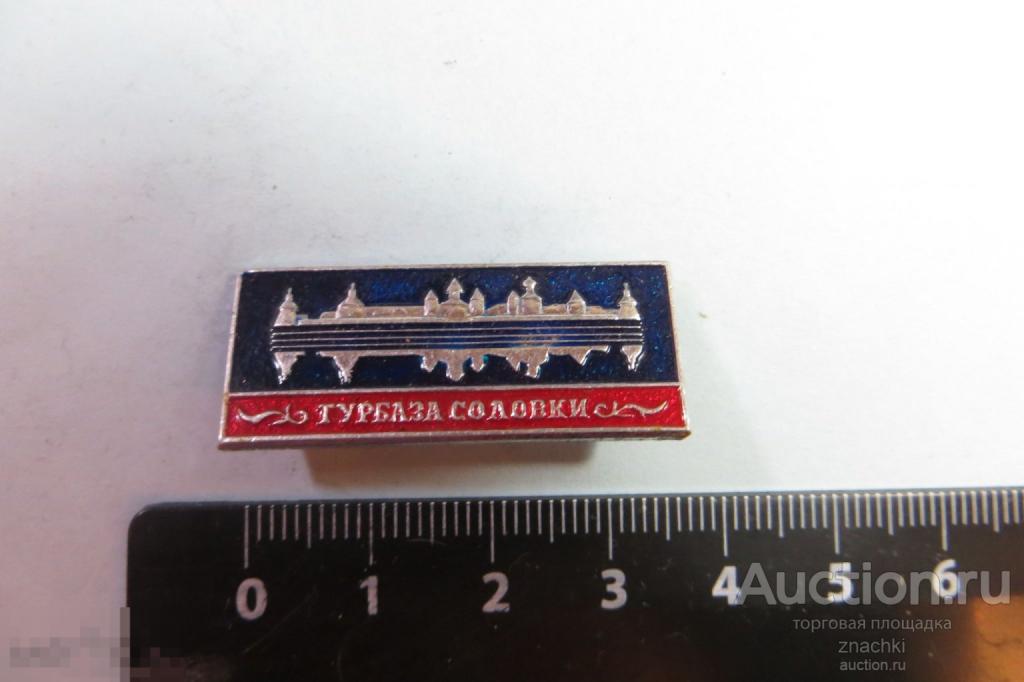 ТУРБАЗА СОЛОВКИ
0 1 2 3 4 5 6
Auction.ru
торговая площадка
znachki
auction.ru